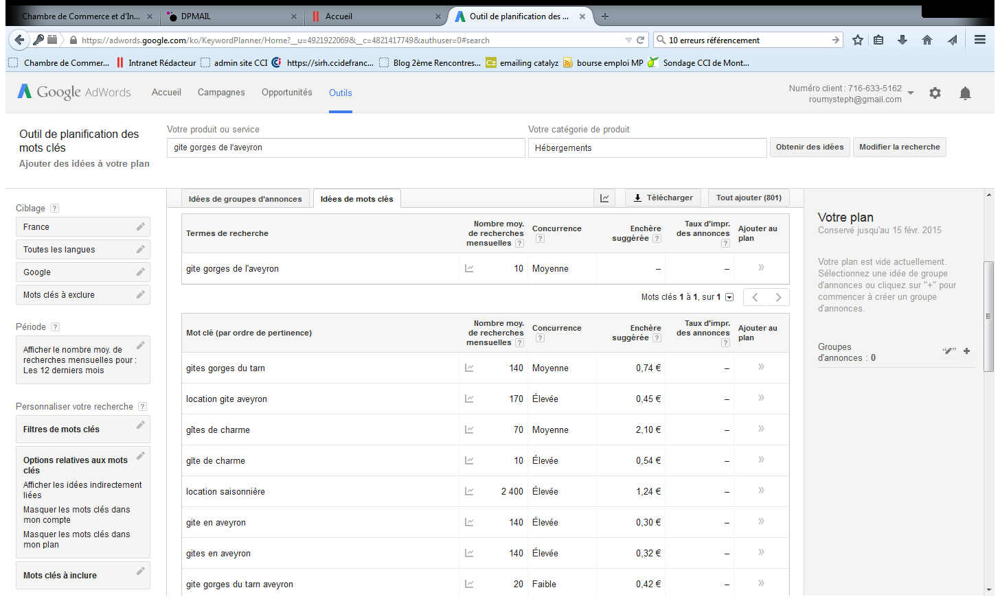 Chambre de Commerce et d'In... ×
DPMAIL ×
Accueil ×
Outil de planification des ... ×
https://adwords.google.com/ko/KeywordPlanner/Home?__u=4921922069&__c=4821417749&authuser=0#search
10 erreurs référencement
Chambre de Commer... Intranet Rédacteur admin site CCI https://sirh.ccidefranc... Blog 2ème Rencontres... Cz emailing catalyz bourse emploi MP Sondage CCI de Mont...
Google AdWords Accueil Campagnes Opportunités Outils
Numéro client : 716-633-5162
roumysteph@gmail.com
Outil de planification des
mots clés
Ajouter des idées à votre plan
Votre produit ou service
gite gorges de l'aveyron
Votre catégorie de produit
Hébergements
Obtenir des idées
Modifier la recherche
Ciblage ?
France
Toutes les langues
Google
Mots clés à exclure
Période ?
Afficher le nombre moy. de
recherches mensuelles pour :
Les 12 derniers mois
Personnaliser votre recherche ?
Filtres de mots clés
Options relatives aux mots
clés
Afficher les idées indirectement
liées
Masquer les mots clés dans
mon compte
Masquer les mots clés dans
mon plan
Mots clés à inclure
Idées de groupes d'annonces
Idées de mots clés
Télécharger
Tout ajouter (801)
Termes de recherche
Nombre moy.
de recherches
mensuelles ?
Concurrence
?
Enchère
suggérée ?
Taux d'impr.
des annonces
?
Ajouter au
plan
gite gorges de l'aveyron 10 Moyenne – – »
Mots clés 1 à 1, sur 1
Mot clé (par ordre de pertinence)
Nombre moy.
de recherches
mensuelles ?
Concurrence
?
Enchère
suggérée ?
Taux d'impr.
des annonces
?
Ajouter au
plan
gites gorges du tarn 140 Moyenne 0,74 € – »
location gite aveyron 170 Élevée 0,45 € – »
gîtes de charme 70 Moyenne 2,10 € – »
gîte de charme 10 Élevée 0,54 € – »
location saisonnière 2 400 Élevée 1,24 € – »
gite en aveyron 140 Élevée 0,30 € – »
gites en aveyron 140 Élevée 0,32 € – »
gite gorges du tarn aveyron 20 Faible 0,42 € – »
Votre plan
Conservé jusqu'au 15 févr. 2015
Votre plan est vide actuellement.
Sélectionnez une idée de groupe
d'annonces ou cliquez sur "+" pour
commencer à créer un groupe
d'annonces.
Groupes
d'annonces : 0